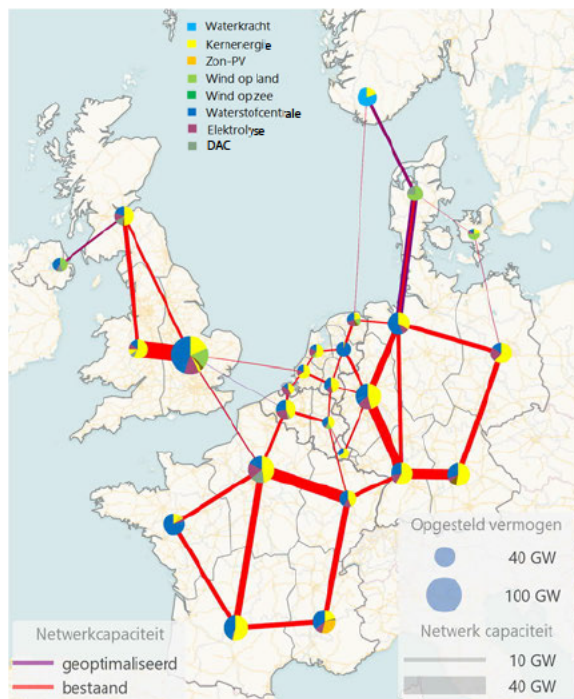 Waterkracht
Kernenergie
Zon-PV
Wind op land
Wind op zee
Waterstofcentrale
Elektrolyse
DAC
Opgesteld vermogen
40 GW
100 GW
Netwerkcapaciteit
geoptimaliseerd
bestaand
Netwerk capaciteit
10 GW
40 GW